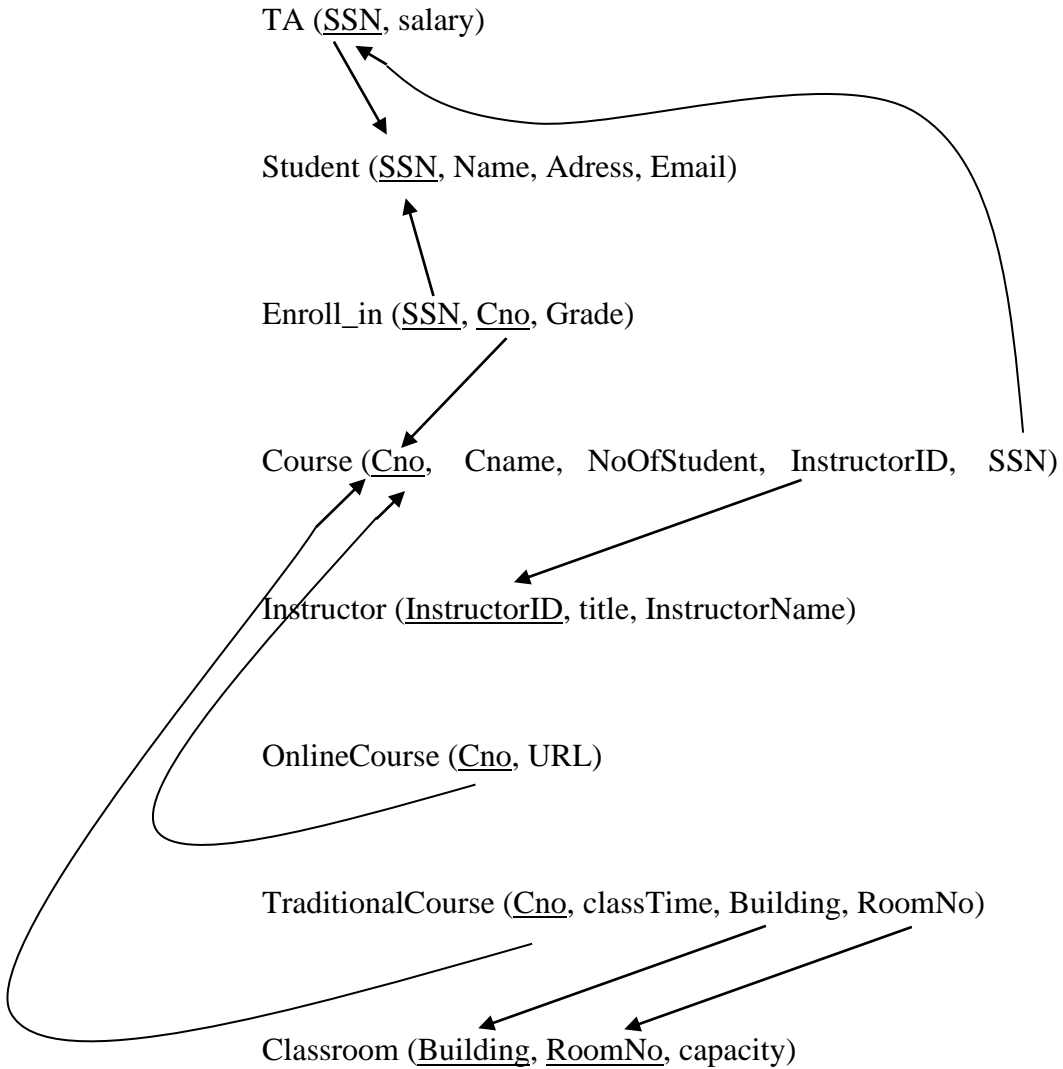 TA (SSN, salary)
Student (SSN, Name, Adress, Email)
Enroll_in (SSN, Cno, Grade)
Course (Cno, Cname, NoOfStudent, InstructorID, SSN)
Instructor (InstructorID, title, InstructorName)
OnlineCourse (Cno, URL)
TraditionalCourse (Cno, classTime, Building, RoomNo)
Classroom (Building, RoomNo, capacity)